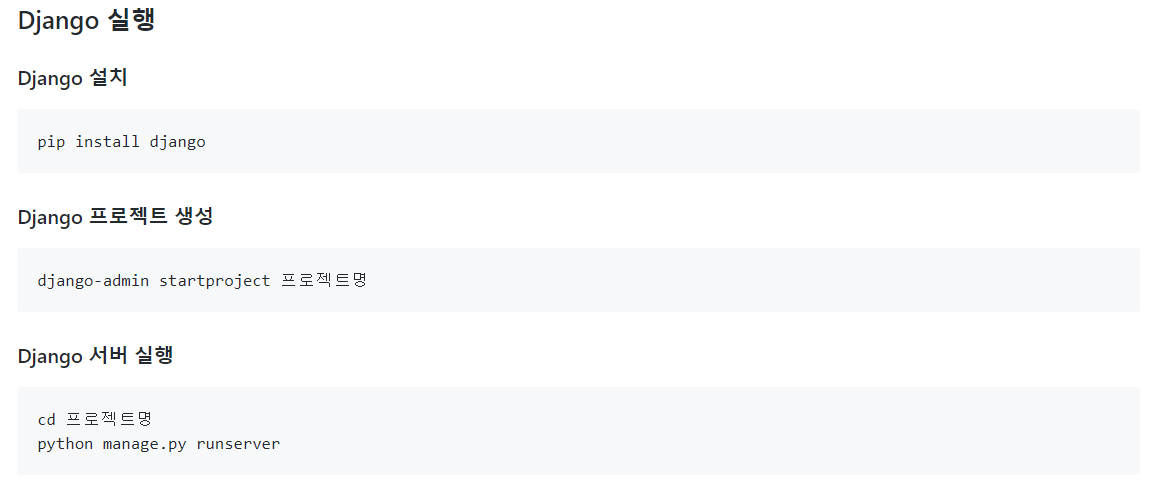 Django 실행
Django 설치
pip install django
Django 프로젝트 생성
django-admin startproject 프로젝트명
Django 서버 실행
cd 프로젝트명
python manage.py runserver